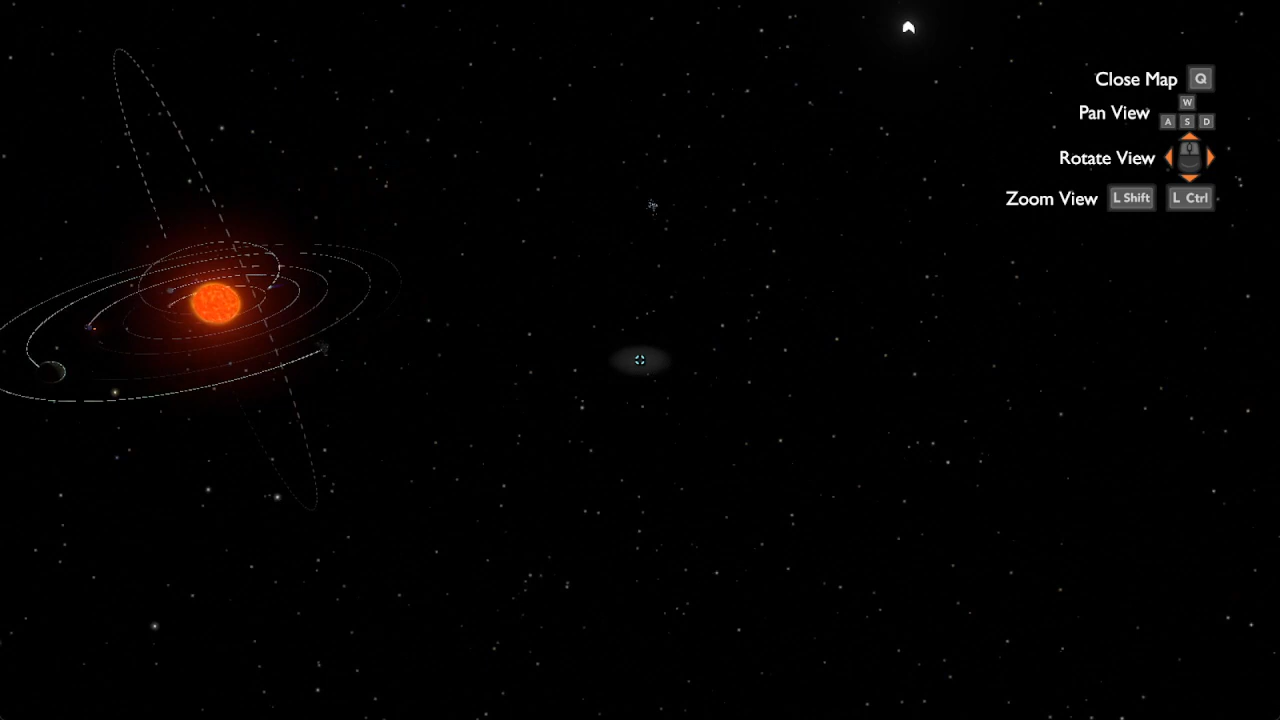 Close Map Q
W
Pan View A S D
Rotate View
Zoom View L Shift L Ctrl